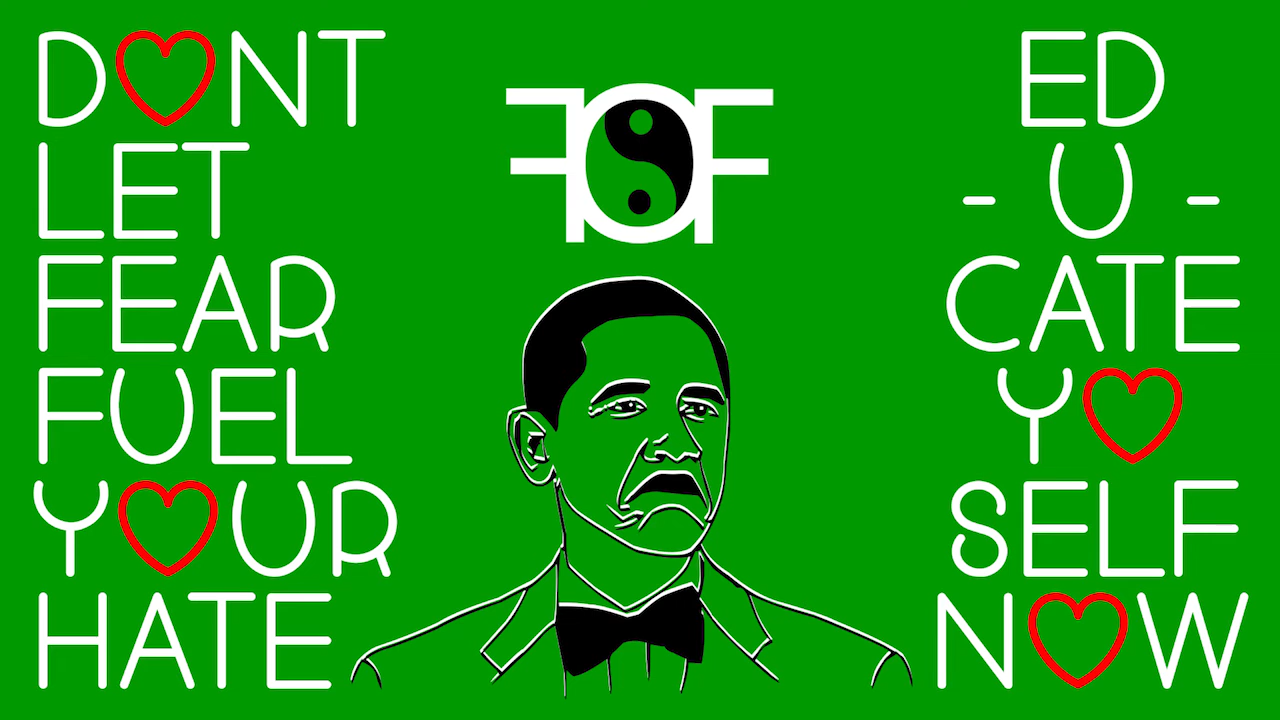 DONT
LET
FEAR
FUEL
YOUR
HATE
FOF
ED
- U -
CATE
YO
SELF
NOW